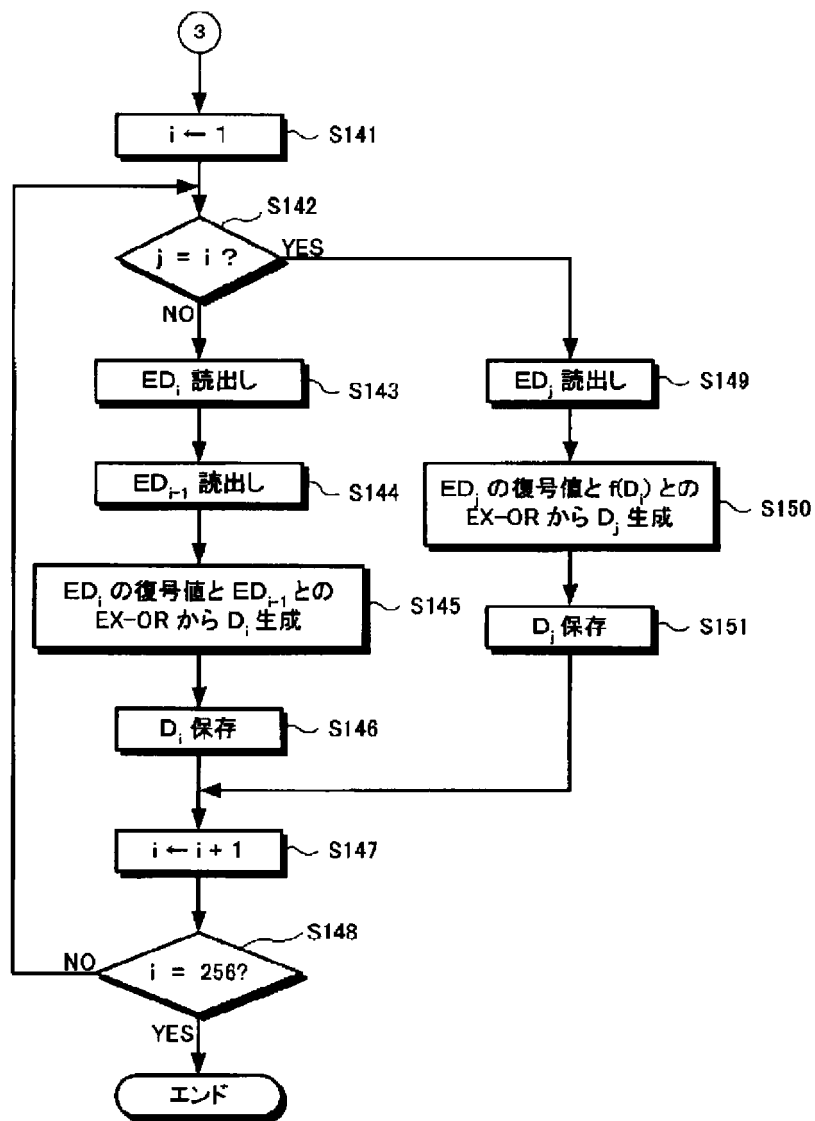 3
i ← 1
S141
S142
j = i ?
YES
NO
ED_i 読出し
S143
ED_j 読出し
S149
ED_{i-1} 読出し
S144
ED_j の復号値と f(D_i) との
EX-OR から D_j 生成
S150
ED_i の復号値と ED_{i-1} との
EX-OR から D_i 生成
S145
D_j 保存
S151
D_i 保存
S146
i ← i + 1
S147
S148
i = 256?
NO
YES
エンド